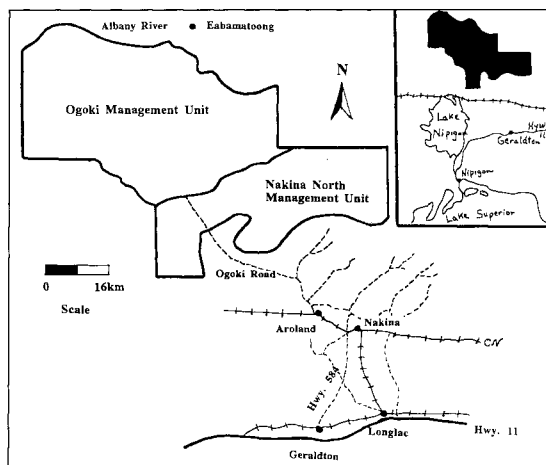 Albany River
Eabamatoong
N
Ogoki Management Unit
Nakina North
Management Unit
Ogoki Road
0 16km
Scale
Aroland
Nakina
CN
Hwy. 584
Longlac
Hwy. 11
Geraldton
Lake
Nipigon
Geraldton
Nipigon
Lake Superior